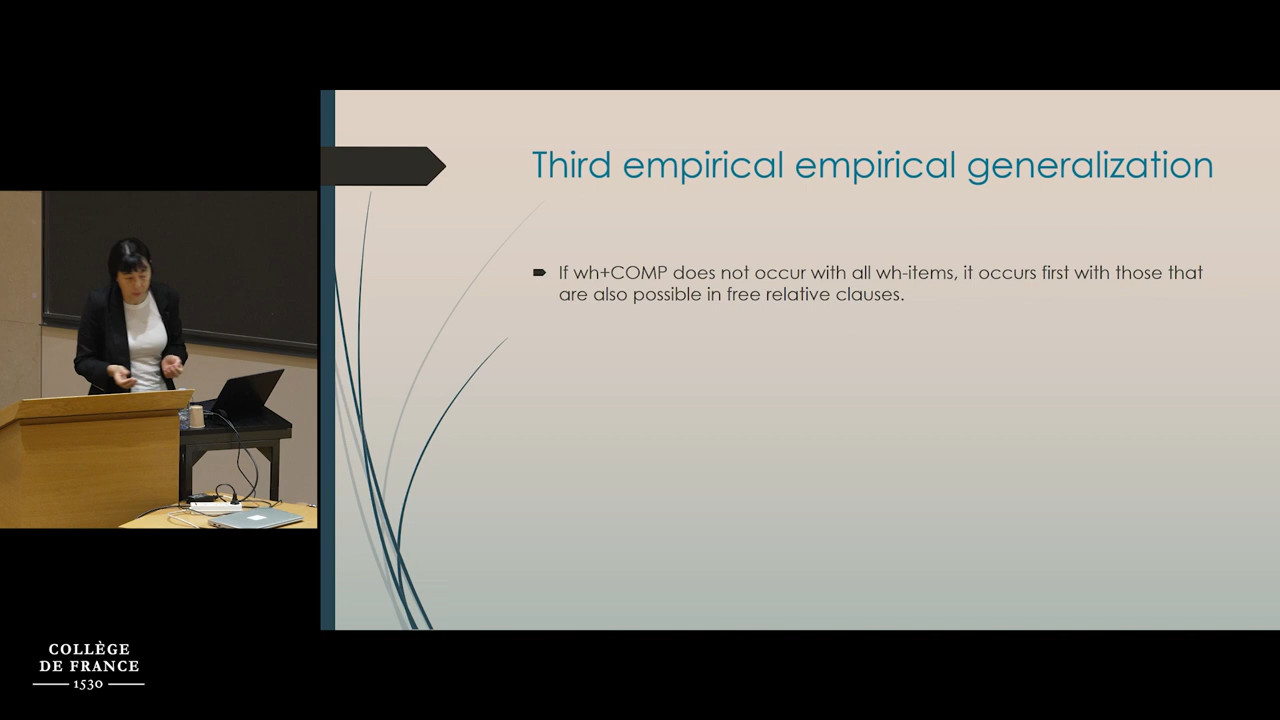 Third empirical empirical generalization
If wh+COMP does not occur with all wh-items, it occurs first with those that
are also possible in free relative clauses.
COLLÈGE
DE FRANCE
1530